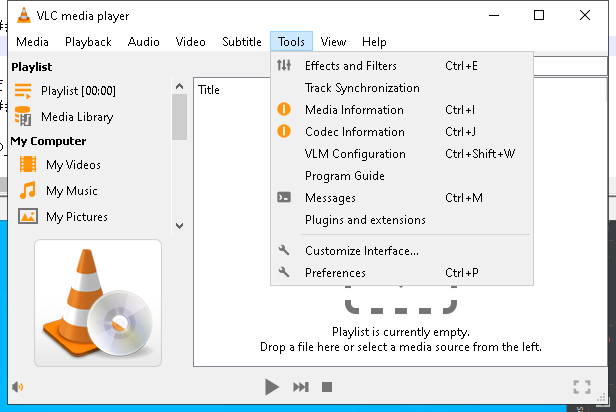 VLC media player
Media Playback Audio Video Subtitle Tools View Help
Playlist
Playlist [00:00]
Media Library
My Computer
My Videos
My Music
My Pictures
Title
Effects and Filters Ctrl+E
Track Synchronization
Media Information Ctrl+I
Codec Information Ctrl+J
VLM Configuration Ctrl+Shift+W
Program Guide
Messages Ctrl+M
Plugins and extensions
Customize Interface...
Preferences Ctrl+P
Playlist is currently empty.
Drop a file here or select a media source from the left.